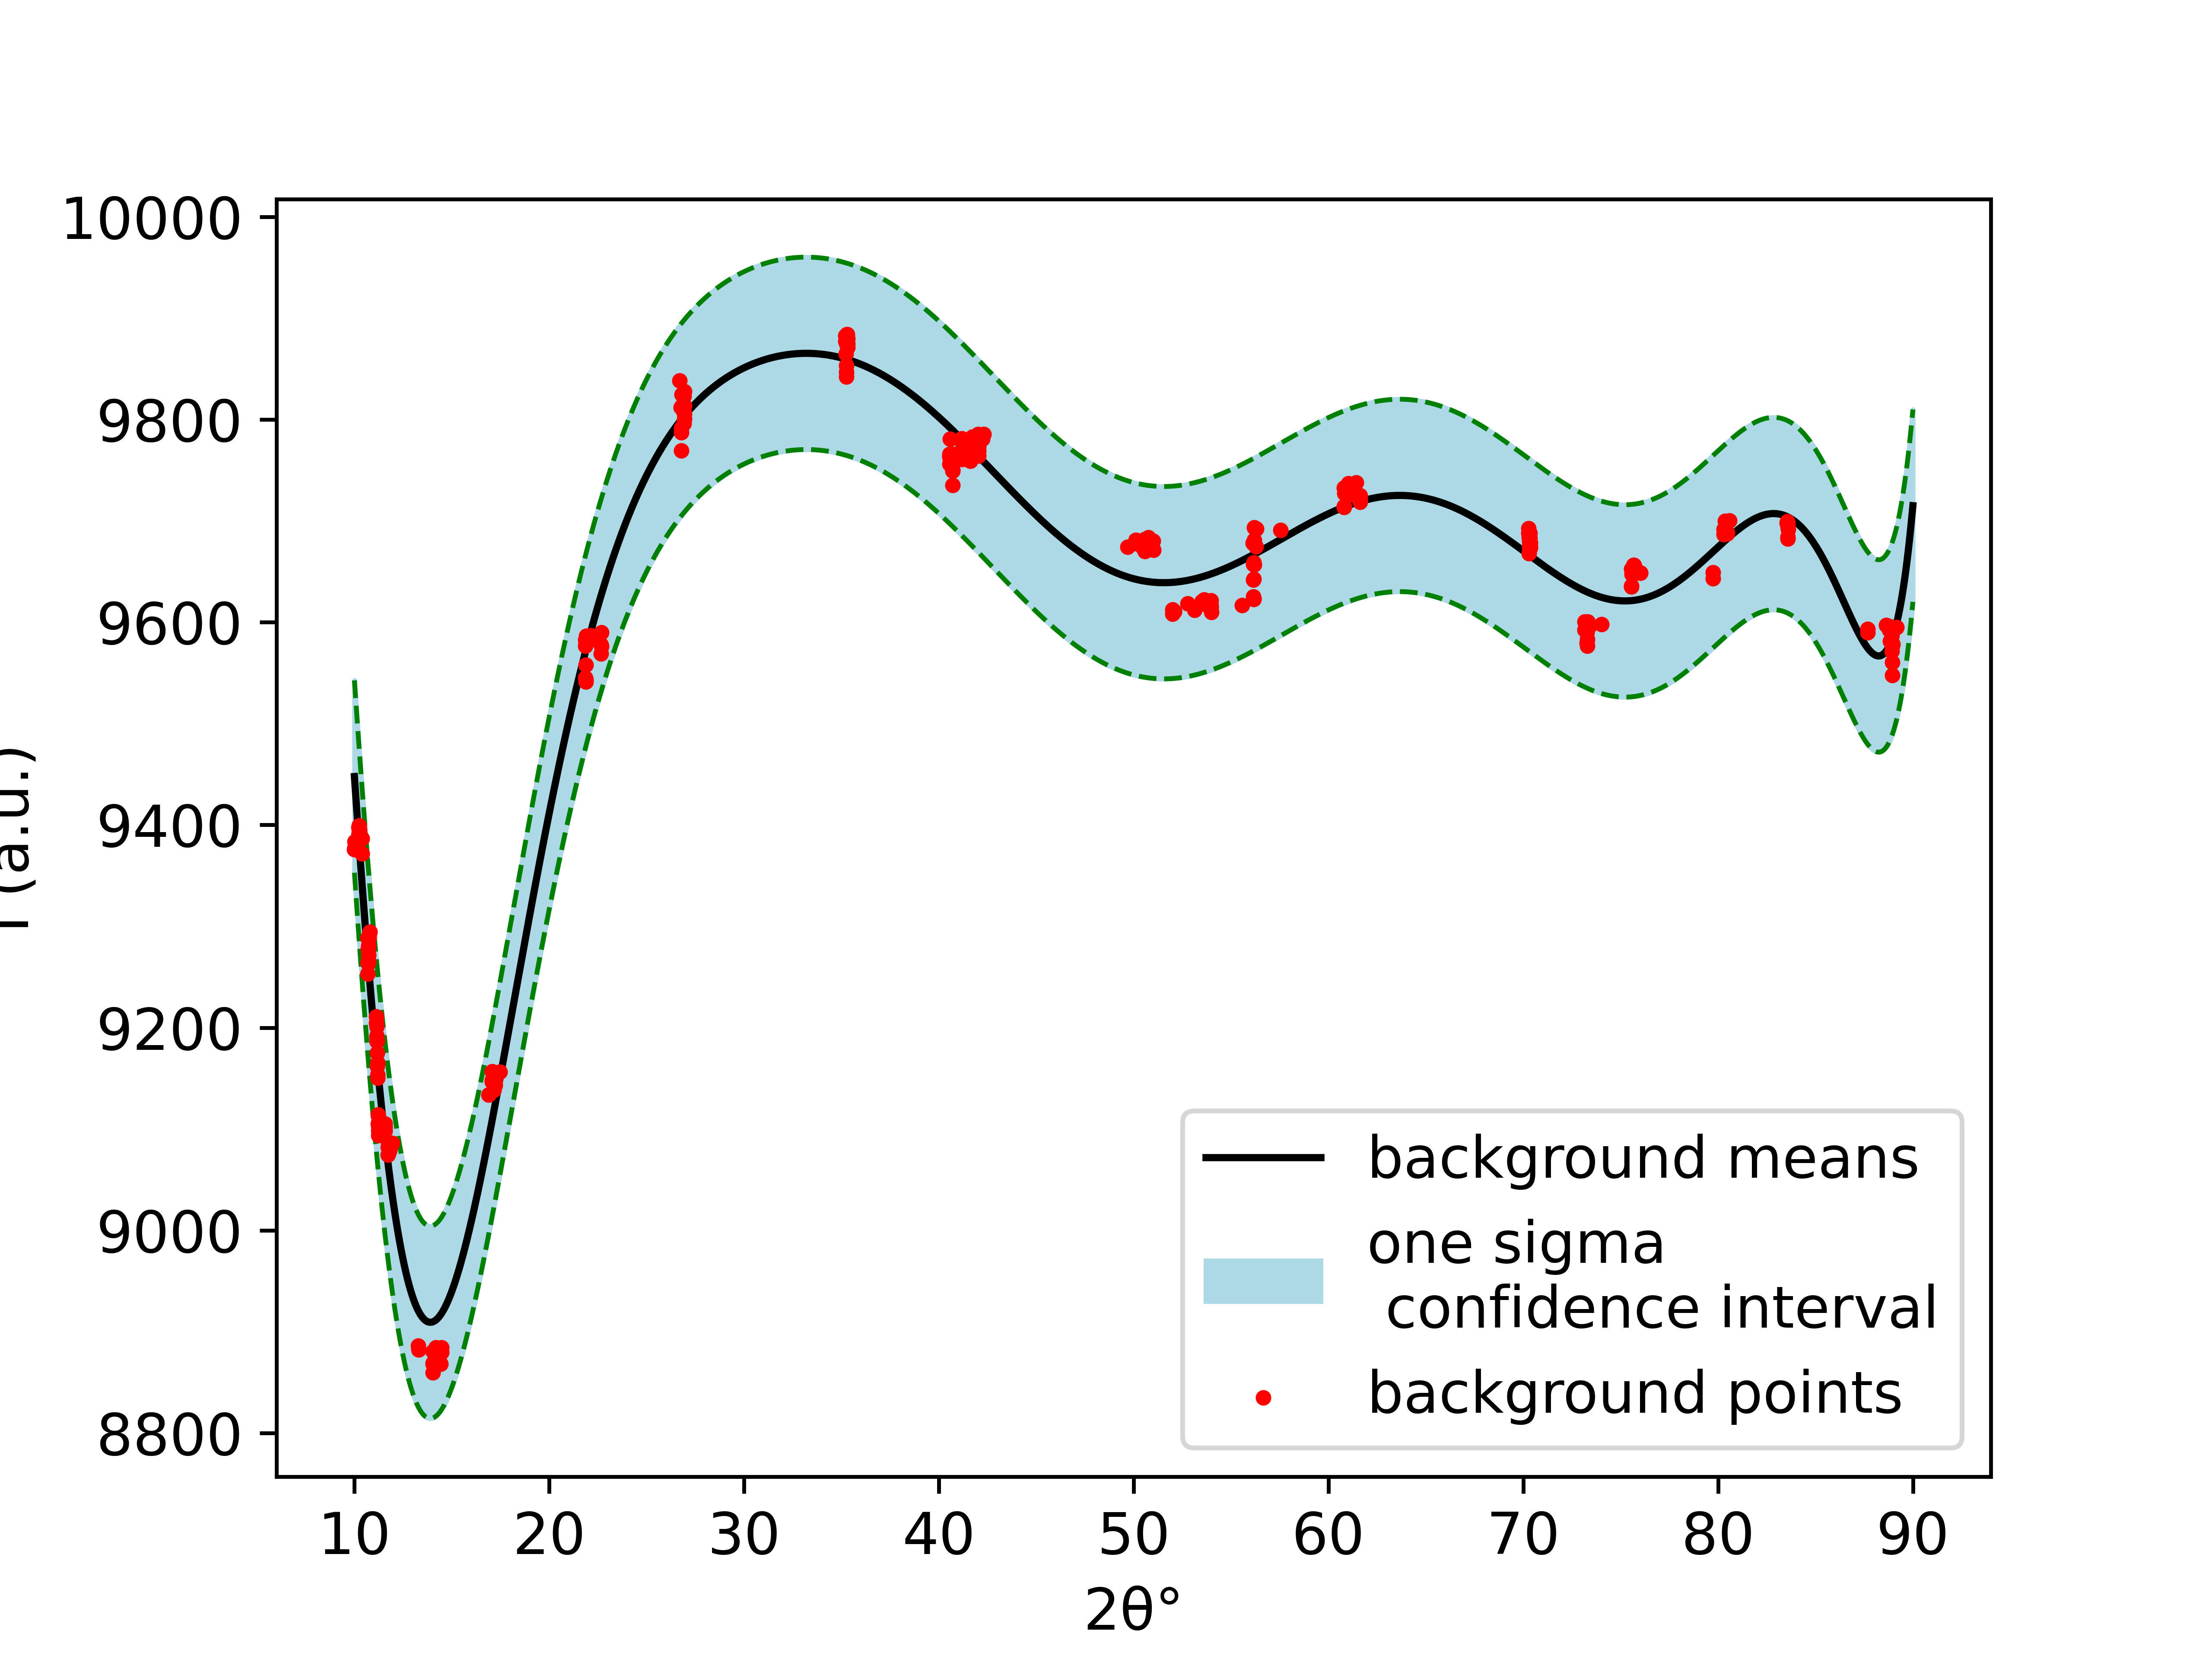 10000
9800
9600
9400
9200
9000
8800
(a.u.)
10 20 30 40 50 60 70 80 90
2θ°
background means
one sigma
confidence interval
background points